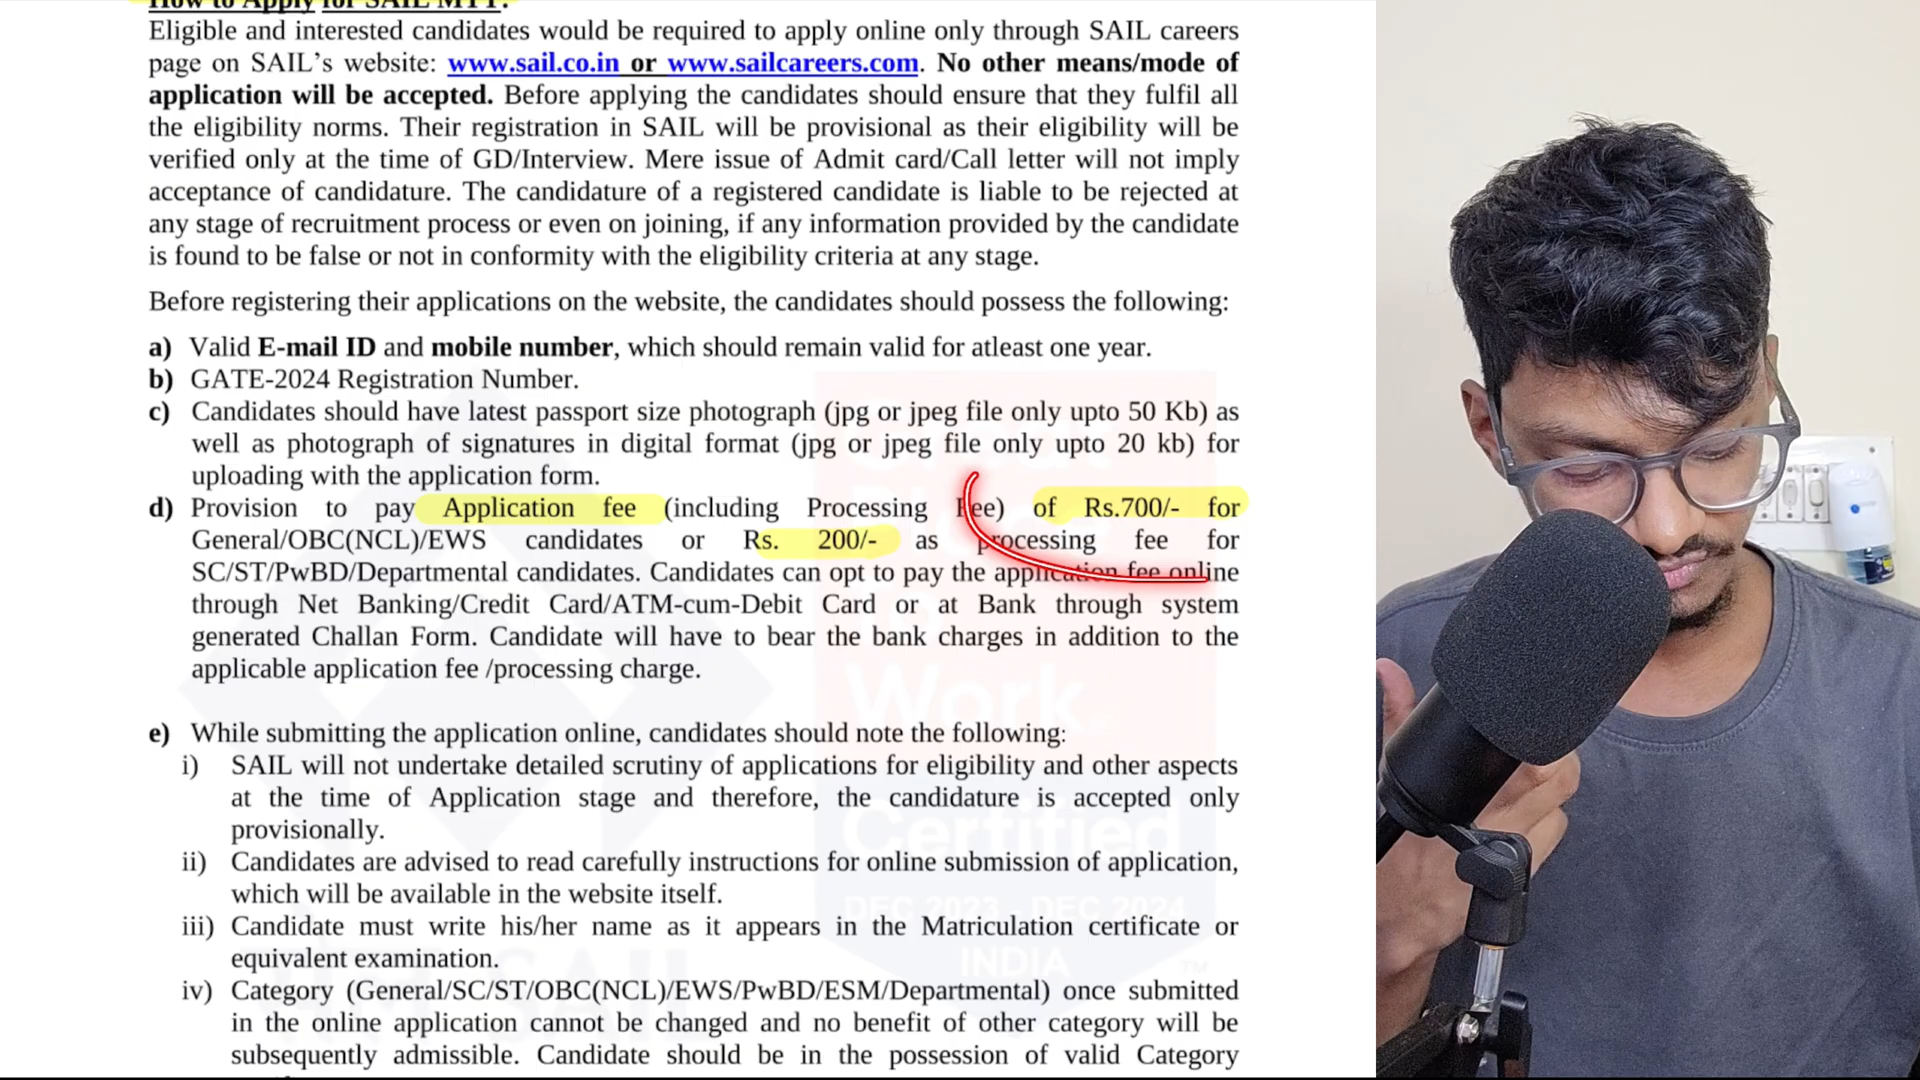 How to Apply for SAIL MTT:
Eligible and interested candidates would be required to apply online only through SAIL careers
page on SAIL's website: www.sail.co.in or www.sailcareers.com. No other means/mode of
application will be accepted. Before applying the candidates should ensure that they fulfil all
the eligibility norms. Their registration in SAIL will be provisional as their eligibility will be
verified only at the time of GD/Interview. Mere issue of Admit card/Call letter will not imply
acceptance of candidature. The candidature of a registered candidate is liable to be rejected at
any stage of recruitment process or even on joining, if any information provided by the candidate
is found to be false or not in conformity with the eligibility criteria at any stage.
Before registering their applications on the website, the candidates should possess the following:
a) Valid E-mail ID and mobile number, which should remain valid for atleast one year.
b) GATE-2024 Registration Number.
c) Candidates should have latest passport size photograph (jpg or jpeg file only upto 50 Kb) as
well as photograph of signatures in digital format (jpg or jpeg file only upto 20 kb) for
uploading with the application form.
d) Provision to pay Application fee (including Processing Fee) of Rs.700/- for
General/OBC(NCL)/EWS candidates or Rs. 200/- as processing fee for
SC/ST/PwBD/Departmental candidates. Candidates can opt to pay the application fee online
through Net Banking/Credit Card/ATM-cum-Debit Card or at Bank through system
generated Challan Form. Candidate will have to bear the bank charges in addition to the
applicable application fee /processing charge.
e) While submitting the application online, candidates should note the following:
i) SAIL will not undertake detailed scrutiny of applications for eligibility and other aspects
at the time of Application stage and therefore, the candidature is accepted only
provisionally.
ii) Candidates are advised to read carefully instructions for online submission of application,
which will be available in the website itself.
iii) Candidate must write his/her name as it appears in the Matriculation certificate or
equivalent examination.
iv) Category (General/SC/ST/OBC(NCL)/EWS/PwBD/ESM/Departmental) once submitted
in the online application cannot be changed and no benefit of other category will be
subsequently admissible. Candidate should be in the possession of valid Category
Work
Certified
DEC 2023 - DEC 2024
INDIA
SAIL